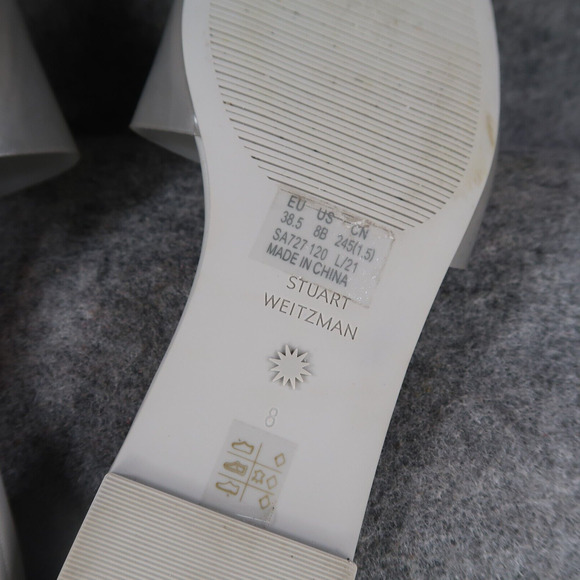 EU US CN
38.5 8B 245(1.5)
SA727 120 L/21
MADE IN CHINA
STUART
WEITZMAN
8